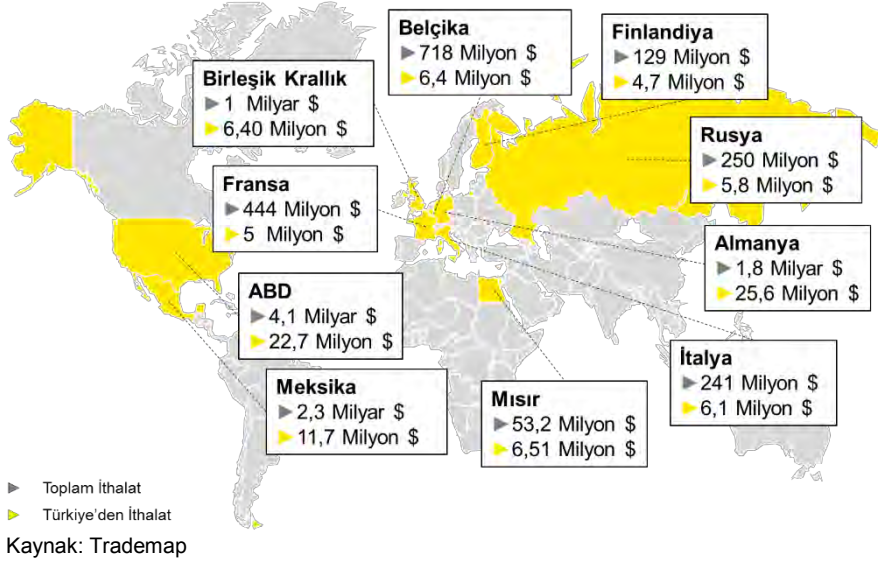 Belçika
718 Milyon $
6,4 Milyon $
Finlandiya
129 Milyon $
4,7 Milyon $
Birleşik Krallık
1 Milyar $
6,40 Milyon $
Rusya
250 Milyon $
5,8 Milyon $
Fransa
444 Milyon $
5 Milyon $
Almanya
1,8 Milyar $
25,6 Milyon $
ABD
4,1 Milyar $
22,7 Milyon $
İtalya
241 Milyon $
6,1 Milyon $
Meksika
2,3 Milyar $
11,7 Milyon $
Mısır
53,2 Milyon $
6,51 Milyon $
Toplam İthalat
Türkiye'den İthalat
Kaynak: Trademap